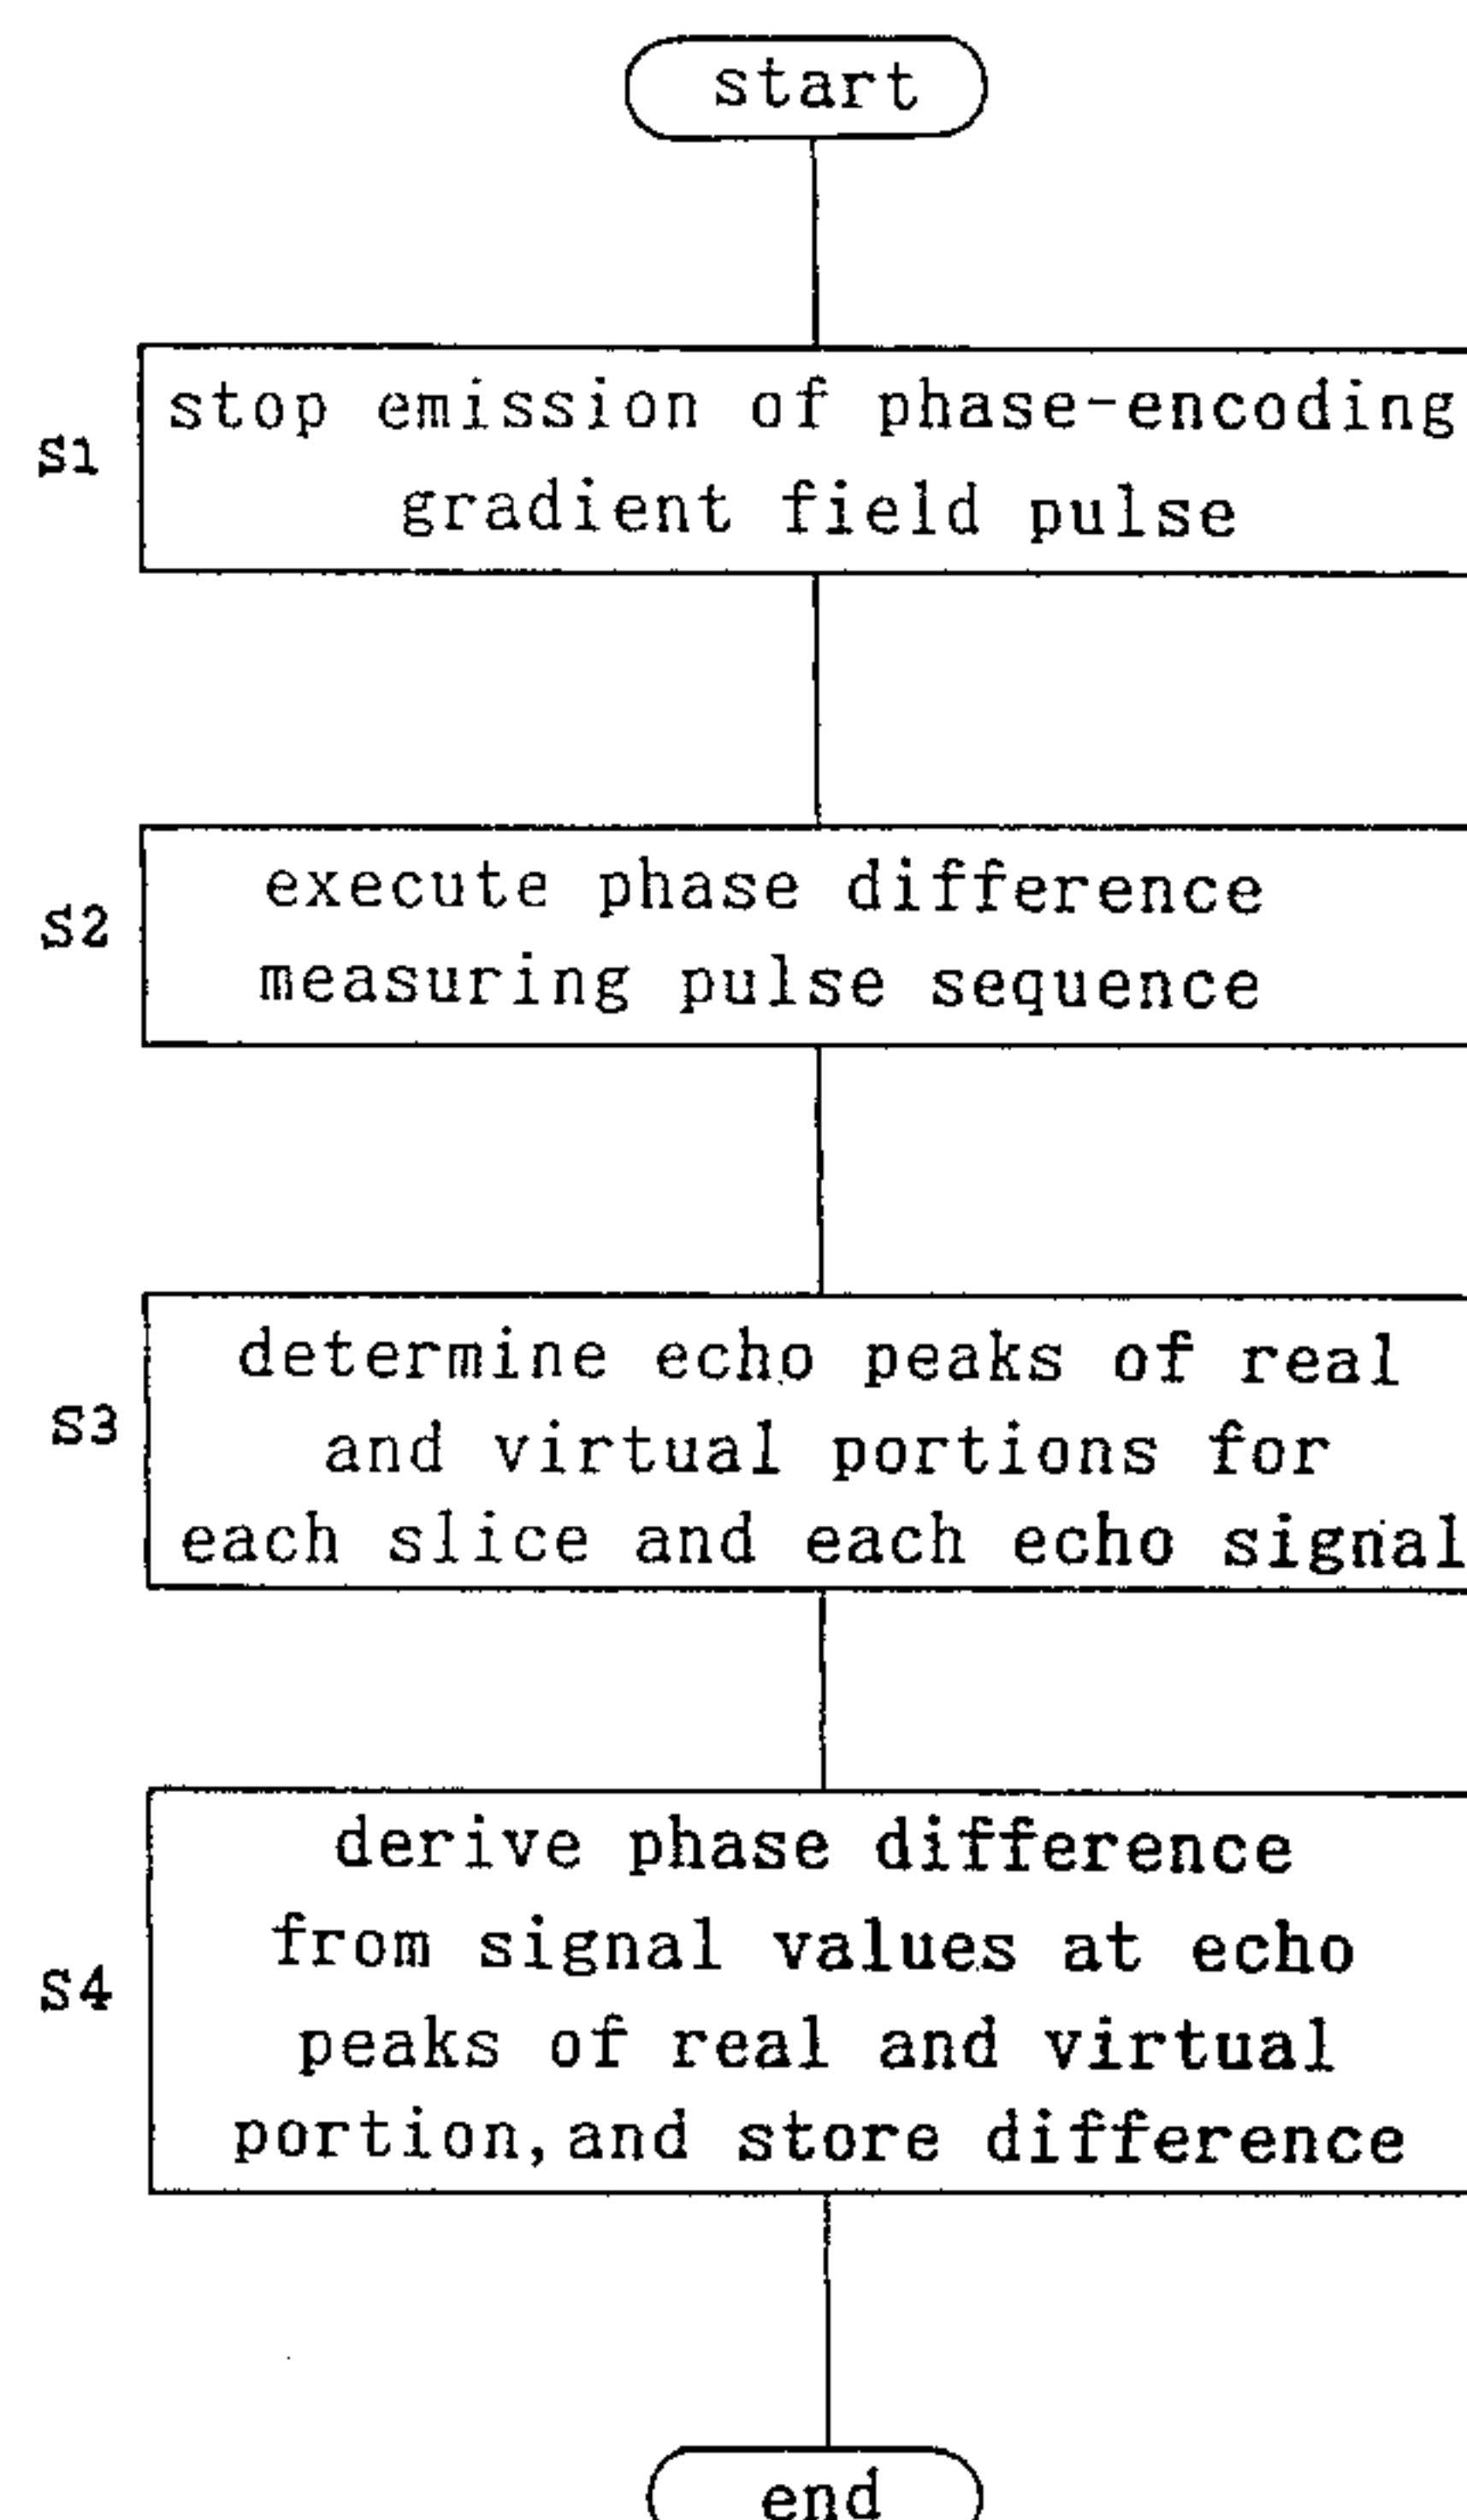 start
S1
stop emission of phase-encoding
gradient field pulse
S2
execute phase difference
measuring pulse sequence
S3
determine echo peaks of real
and virtual portions for
each slice and each echo signal
S4
derive phase difference
from signal values at echo
peaks of real and virtual
portion,and store difference
end